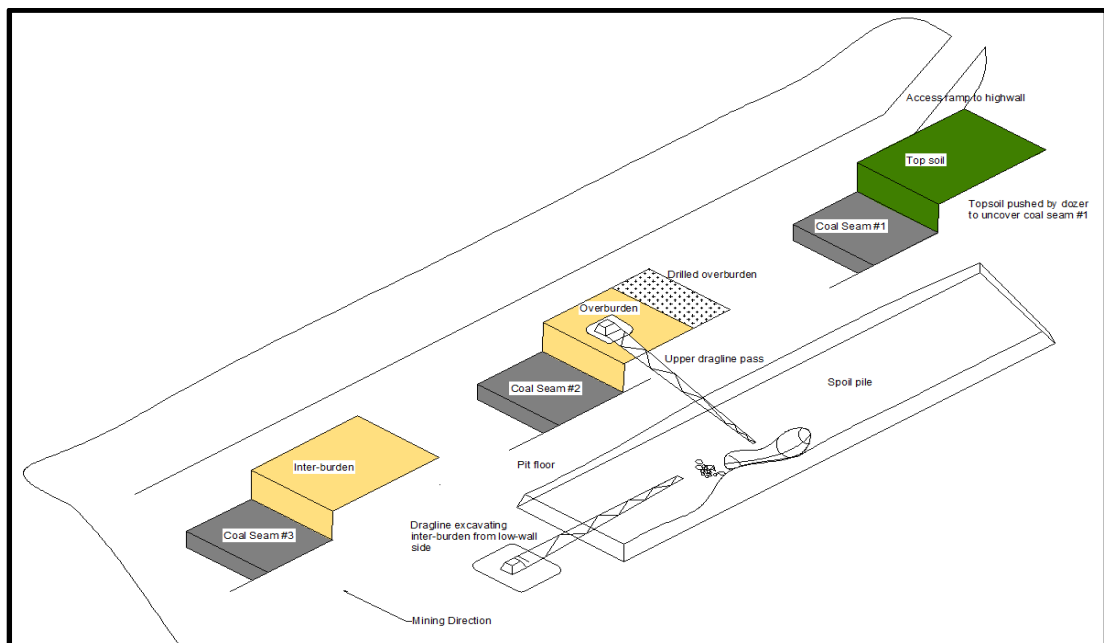 Access ramp to highwall
Top soil
Topsoil pushed by dozer
to uncover coal seam #1
Coal Seam #1
Drilled overburden
Overburden
Upper dragline pass
Coal Seam #2
Spoil pile
Inter-burden
Pit floor
Dragline excavating
inter-burden from low-wall
side
Coal Seam #3
Mining Direction